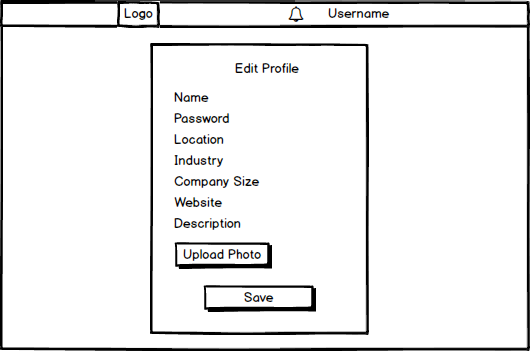 Logo
Username
Edit Profile
Name
Password
Location
Industry
Company Size
Website
Description
Upload Photo
Save